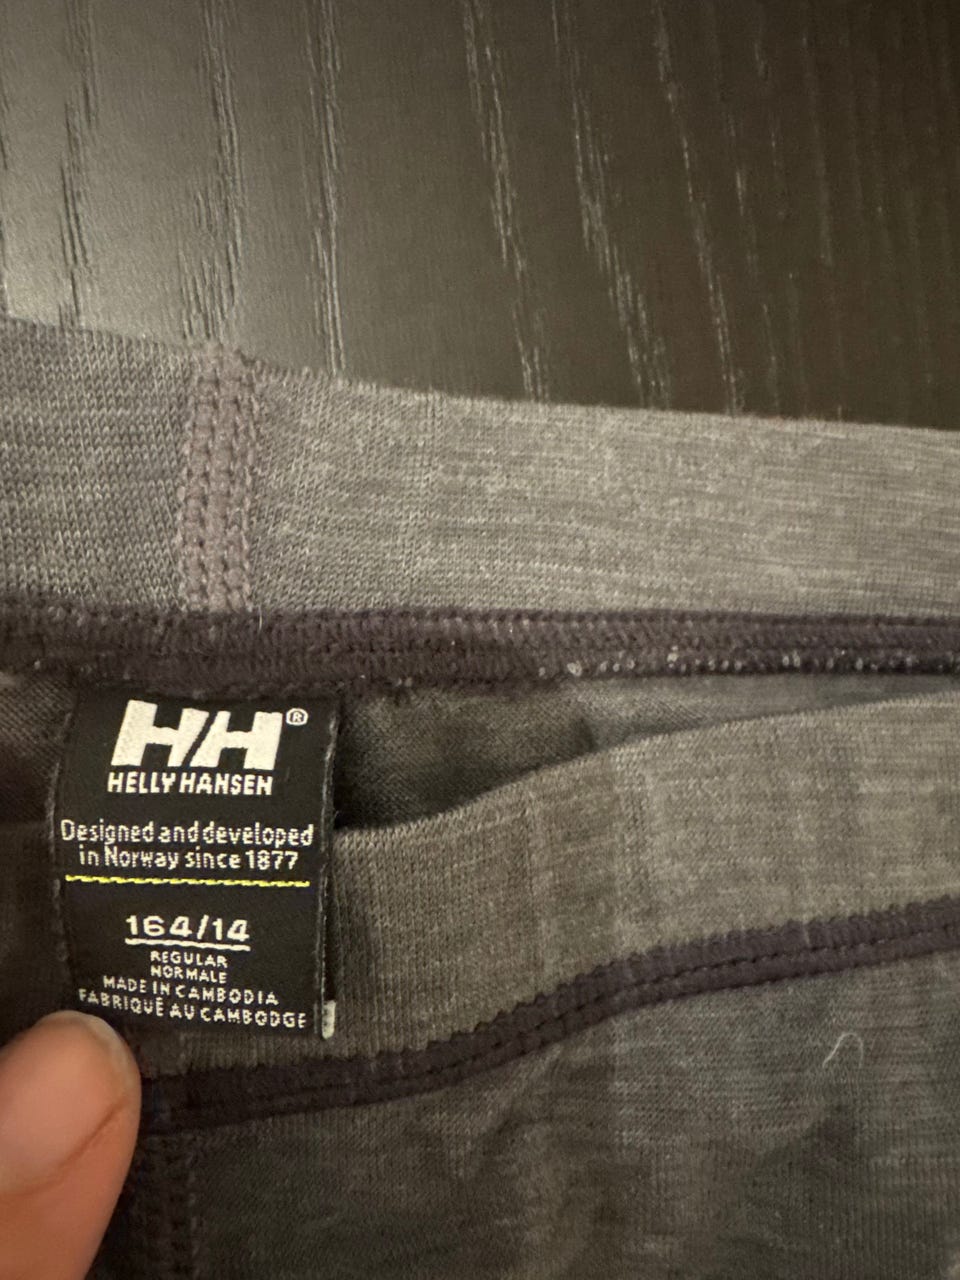 HH®
HELLY HANSEN
Designed and developed
in Norway since 1877
164/14
REGULAR
NORMALE
MADE IN CAMBODIA
FABRIQUÉ AU CAMBODGE